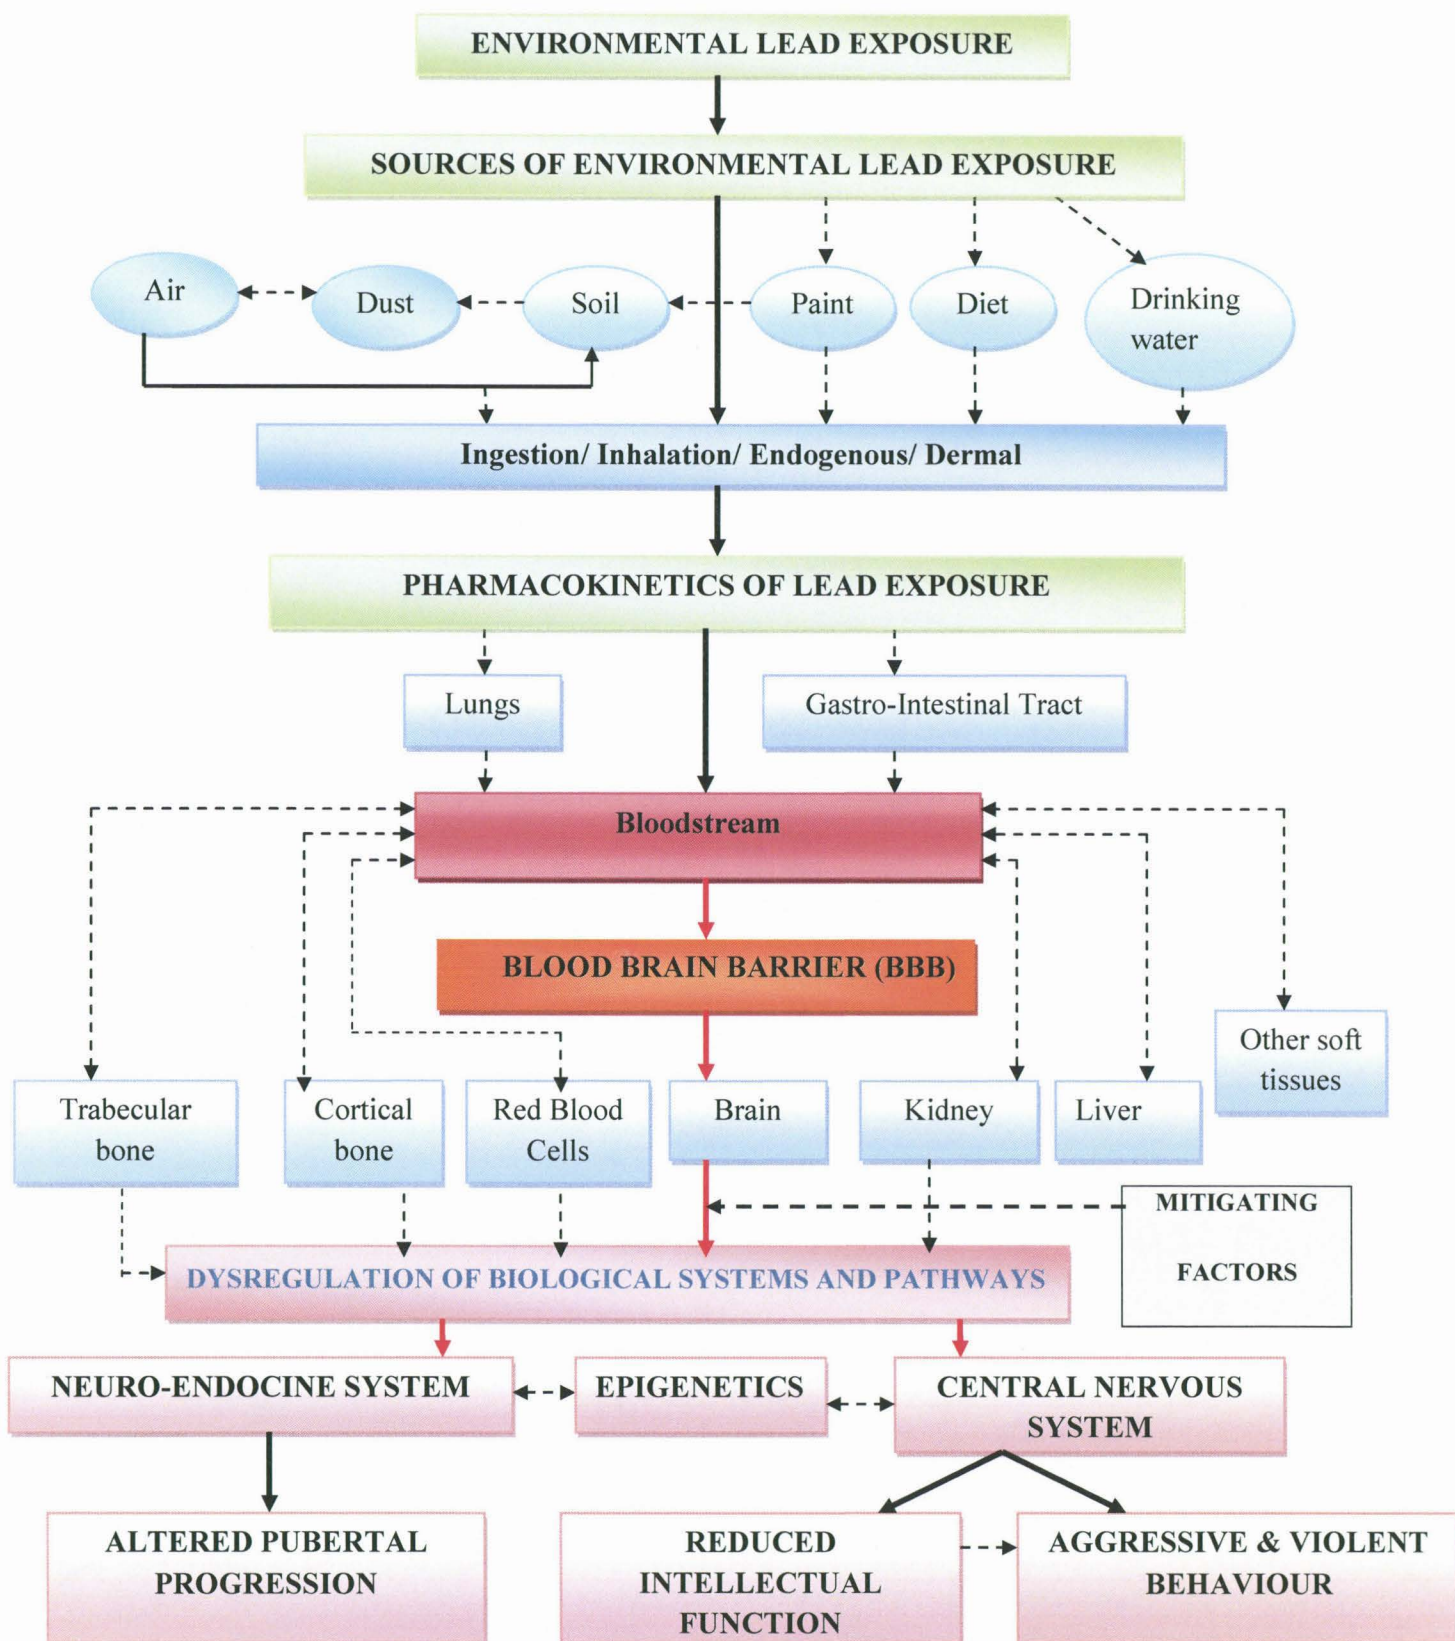 ENVIRONMENTAL LEAD EXPOSURE
SOURCES OF ENVIRONMENTAL LEAD EXPOSURE
Air
Dust
Soil
Paint
Diet
Drinking
water
Ingestion/ Inhalation/ Endogenous/ Dermal
PHARMACOKINETICS OF LEAD EXPOSURE
Lungs
Gastro-Intestinal Tract
Bloodstream
BLOOD BRAIN BARRIER (BBB)
Other soft
tissues
Trabecular
bone
Cortical
bone
Red Blood
Cells
Brain
Kidney
Liver
MITIGATING
FACTORS
DYSREGULATION OF BIOLOGICAL SYSTEMS AND PATHWAYS
NEURO-ENDOCINE SYSTEM
EPIGENETICS
CENTRAL NERVOUS
SYSTEM
ALTERED PUBERTAL
PROGRESSION
REDUCED
INTELLECTUAL
FUNCTION
AGGRESSIVE & VIOLENT
BEHAVIOUR